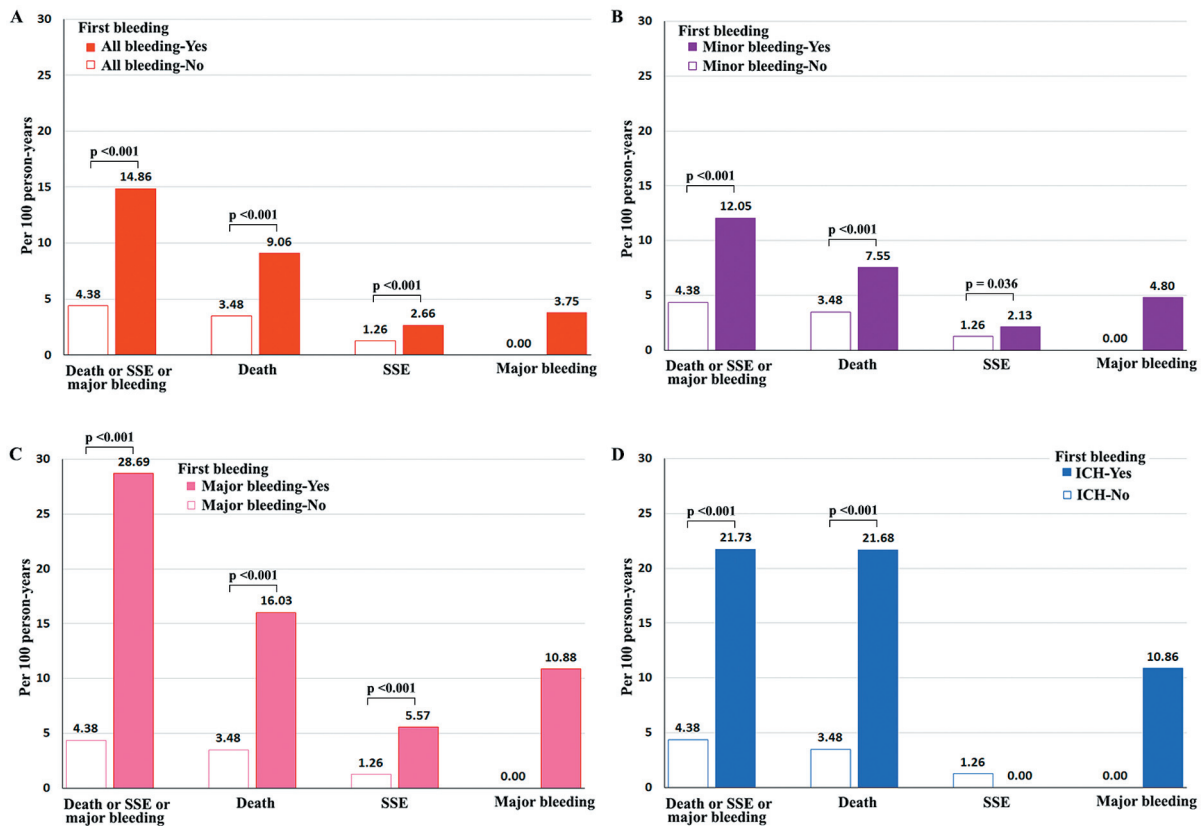 A
First bleeding
All bleeding-Yes
All bleeding-No
Per 100 person-years
30
25
20
15
10
5
0
p <0.001
14.86
4.38
p <0.001
9.06
3.48
p <0.001
2.66
1.26
3.75
0.00
Death or SSE or
major bleeding
Death
SSE
Major bleeding
B
First bleeding
Minor bleeding-Yes
Minor bleeding-No
Per 100 person-years
30
25
20
15
10
5
0
p <0.001
12.05
4.38
p <0.001
7.55
3.48
p = 0.036
2.13
1.26
4.80
0.00
Death or SSE or
major bleeding
Death
SSE
Major bleeding
C
First bleeding
Major bleeding-Yes
Major bleeding-No
Per 100 person-years
30
25
20
15
10
5
0
p <0.001
28.69
4.38
p <0.001
16.03
3.48
p <0.001
5.57
1.26
10.88
0.00
Death or SSE or
major bleeding
Death
SSE
Major bleeding
D
First bleeding
ICH-Yes
ICH-No
Per 100 person-years
30
25
20
15
10
5
0
p <0.001
21.73
4.38
p <0.001
21.68
3.48
1.26
0.00
0.00
10.86
Death or SSE or
major bleeding
Death
SSE
Major bleeding